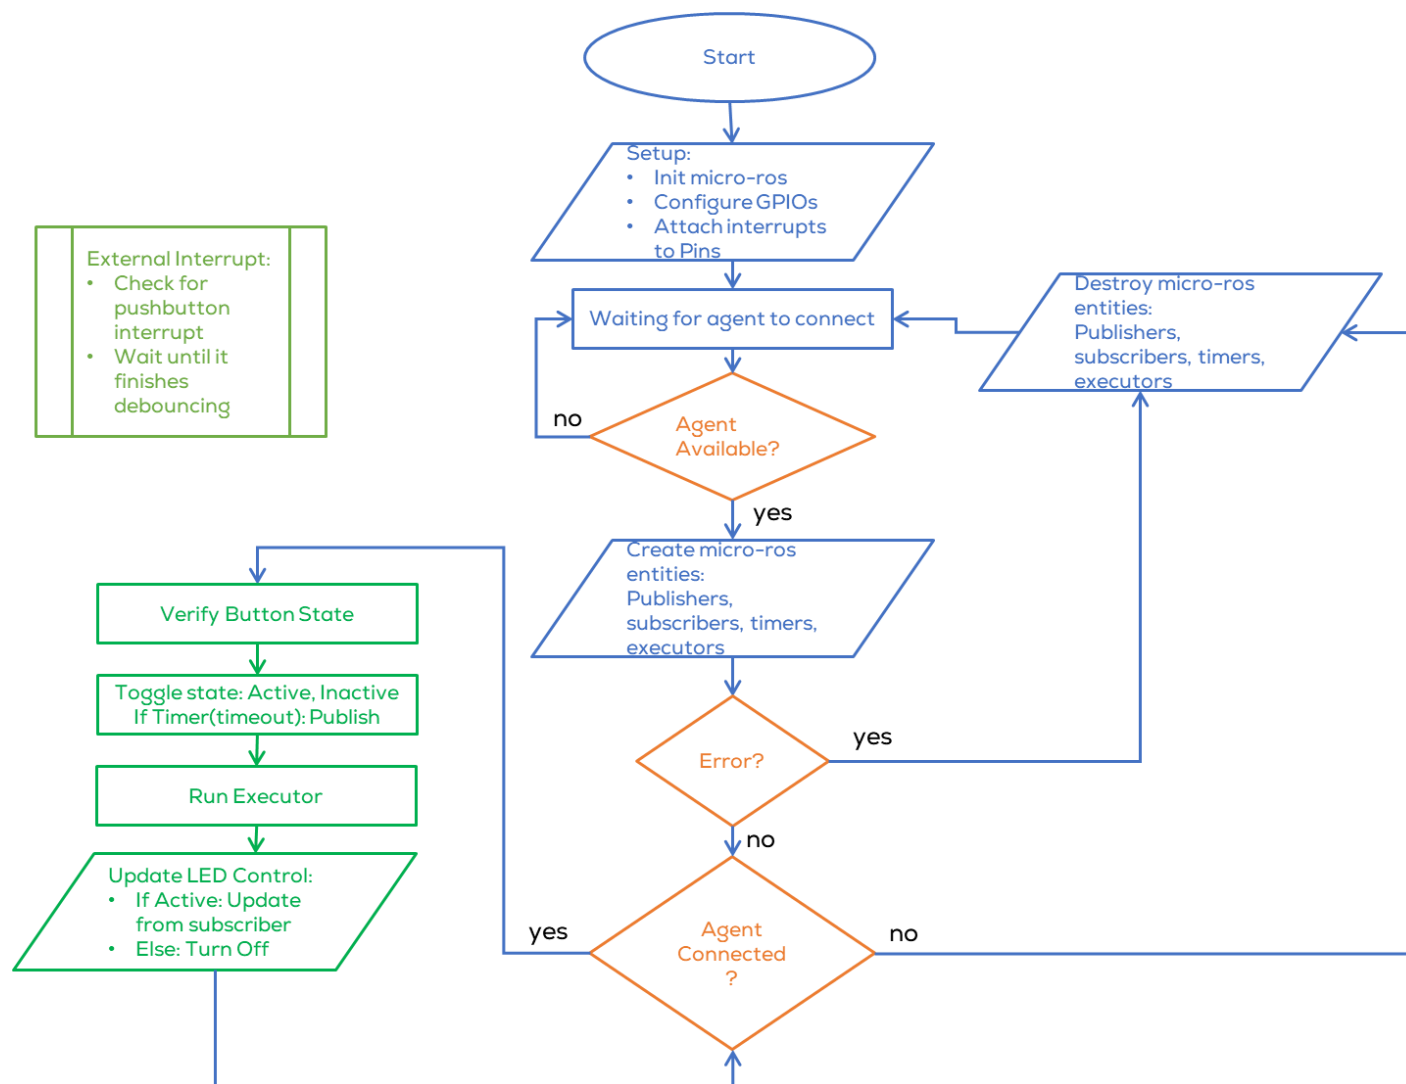 Start
Setup:
• Init micro-ros
• Configure GPIOs
• Attach interrupts
to Pins
External Interrupt:
• Check for
pushbutton
interrupt
• Wait until it
finishes
debouncing
Waiting for agent to connect
Destroy micro-ros
entities:
Publishers,
subscribers, timers,
executors
no
Agent
Available?
yes
Create micro-ros
entities:
Publishers,
subscribers, timers,
executors
Verify Button State
Toggle state: Active, Inactive
If Timer(timeout): Publish
Run Executor
Error?
yes
no
Update LED Control:
• If Active: Update
from subscriber
• Else: Turn Off
yes
Agent
Connected
?
no